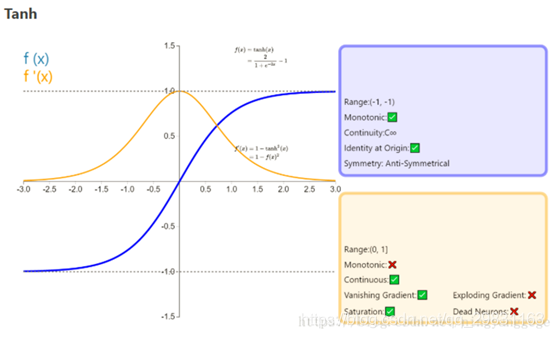 Tanh
f (x)
f '(x)
f(x) = tanh(x)
= 2 / (1 + e^-2x) - 1
f'(x) = 1 - tanh²(x)
= 1 - f(x)²
1.5
1.0
0.5
-0.5
-1.0
-1.5
-3.0 -2.5 -2.0 -1.5 -1.0 -0.5 0.5 1.0 1.5 2.0 2.5 3.0
Range:(-1, -1)
Monotonic:✅
Continuity:C∞
Identity at Origin:✅
Symmetry: Anti-Symmetrical
Range:(0, 1]
Monotonic:❌
Continuous:✅
Vanishing Gradient:✅ Exploding Gradient:❌
Saturation:✅ Dead Neurons:❌